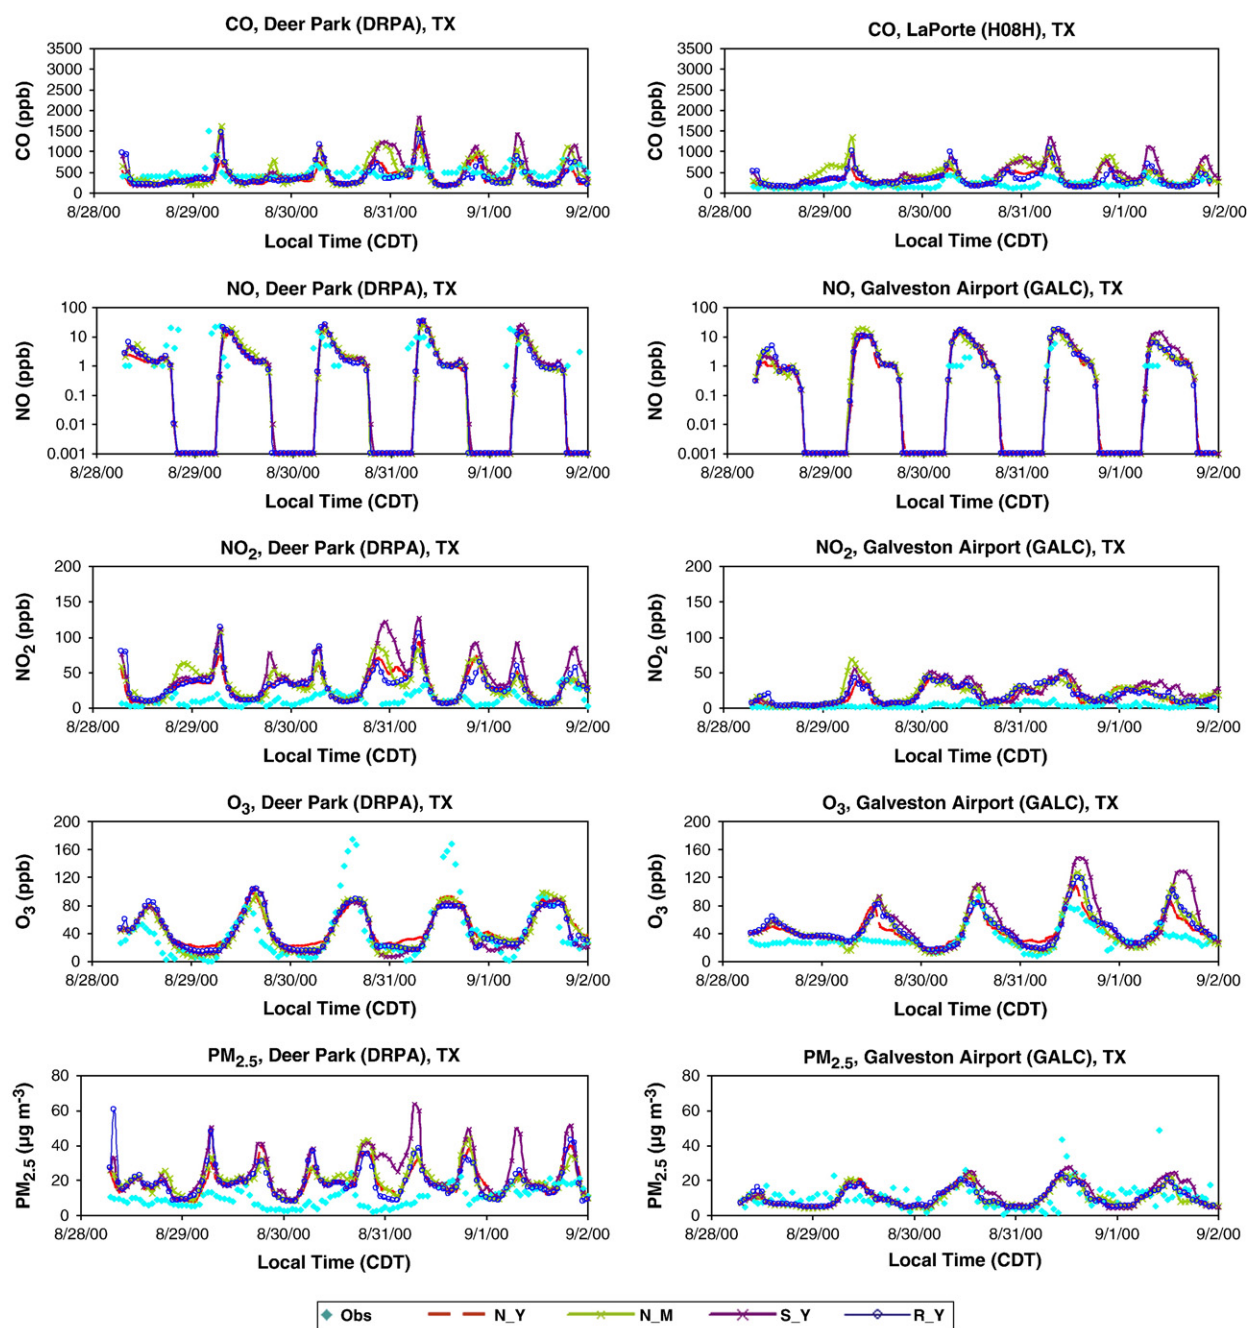 CO, Deer Park (DRPA), TX
CO (ppb)
3500
3000
2500
2000
1500
1000
500
0
8/28/00 8/29/00 8/30/00 8/31/00 9/1/00 9/2/00
Local Time (CDT)
CO, LaPorte (H08H), TX
CO (ppb)
3500
3000
2500
2000
1500
1000
500
0
8/28/00 8/29/00 8/30/00 8/31/00 9/1/00 9/2/00
Local Time (CDT)
NO, Deer Park (DRPA), TX
NO (ppb)
100
10
1
0.1
0.01
0.001
8/28/00 8/29/00 8/30/00 8/31/00 9/1/00 9/2/00
Local Time (CDT)
NO, Galveston Airport (GALC), TX
NO (ppb)
100
10
1
0.1
0.01
0.001
8/28/00 8/29/00 8/30/00 8/31/00 9/1/00 9/2/00
Local Time (CDT)
NO2, Deer Park (DRPA), TX
NO2 (ppb)
200
150
100
50
0
8/28/00 8/29/00 8/30/00 8/31/00 9/1/00 9/2/00
Local Time (CDT)
NO2, Galveston Airport (GALC), TX
NO2 (ppb)
200
150
100
50
0
8/28/00 8/29/00 8/30/00 8/31/00 9/1/00 9/2/00
Local Time (CDT)
O3, Deer Park (DRPA), TX
O3 (ppb)
200
160
120
80
40
0
8/28/00 8/29/00 8/30/00 8/31/00 9/1/00 9/2/00
Local Time (CDT)
O3, Galveston Airport (GALC), TX
O3 (ppb)
200
160
120
80
40
0
8/28/00 8/29/00 8/30/00 8/31/00 9/1/00 9/2/00
Local Time (CDT)
PM2.5, Deer Park (DRPA), TX
PM2.5 (µg m-3)
80
60
40
20
0
8/28/00 8/29/00 8/30/00 8/31/00 9/1/00 9/2/00
Local Time (CDT)
PM2.5, Galveston Airport (GALC), TX
PM2.5 (µg m-3)
80
60
40
20
0
8/28/00 8/29/00 8/30/00 8/31/00 9/1/00 9/2/00
Local Time (CDT)
Obs N_Y N_M S_Y R_Y